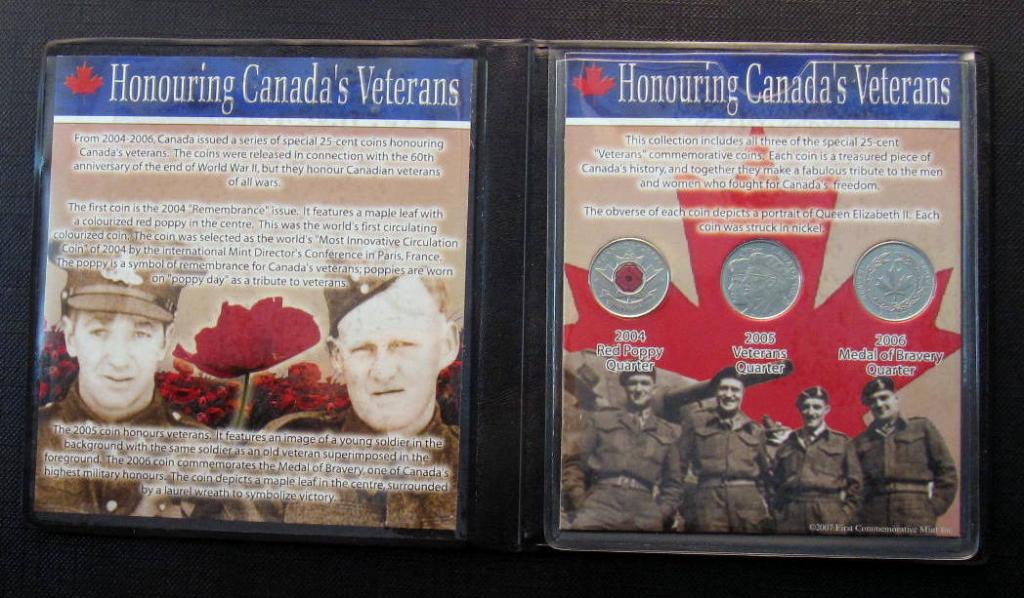 Honouring Canada's Veterans
From 2004-2006, Canada issued a series of special 25-cent coins honouring
Canada's veterans. The coins were released in connection with the 60th
anniversary of the end of World War II, but they honour Canadian veterans
of all wars.
The first coin is the 2004 "Remembrance" issue. It features a maple leaf with
a colourized red poppy in the centre. This was the world's first circulating
colourized coin. The coin was selected as the world's "Most Innovative Circulation
Coin" of 2004 by the International Mint Director's Conference in Paris, France.
The poppy is a symbol of remembrance for Canada's veterans; poppies are worn
on "poppy day" as a tribute to veterans.
The 2005 coin honours veterans. It features an image of a young soldier in the
background with the same soldier as an old veteran superimposed in the
foreground. The 2006 coin commemorates the Medal of Bravery, one of Canada's
highest military honours. The coin depicts a maple leaf in the centre, surrounded
by a laurel wreath to symbolize victory.
Honouring Canada's Veterans
This collection includes all three of the special 25-cent
"Veterans" commemorative coins. Each coin is a treasured piece of
Canada's history, and together they make a fabulous tribute to the men
and women who fought for Canada's freedom.
The obverse of each coin depicts a portrait of Queen Elizabeth II. Each
coin was struck in nickel.
2004
Red Poppy
Quarter
2005
Veterans
Quarter
2006
Medal of Bravery
Quarter
©2007 First Commemorative Mint Inc